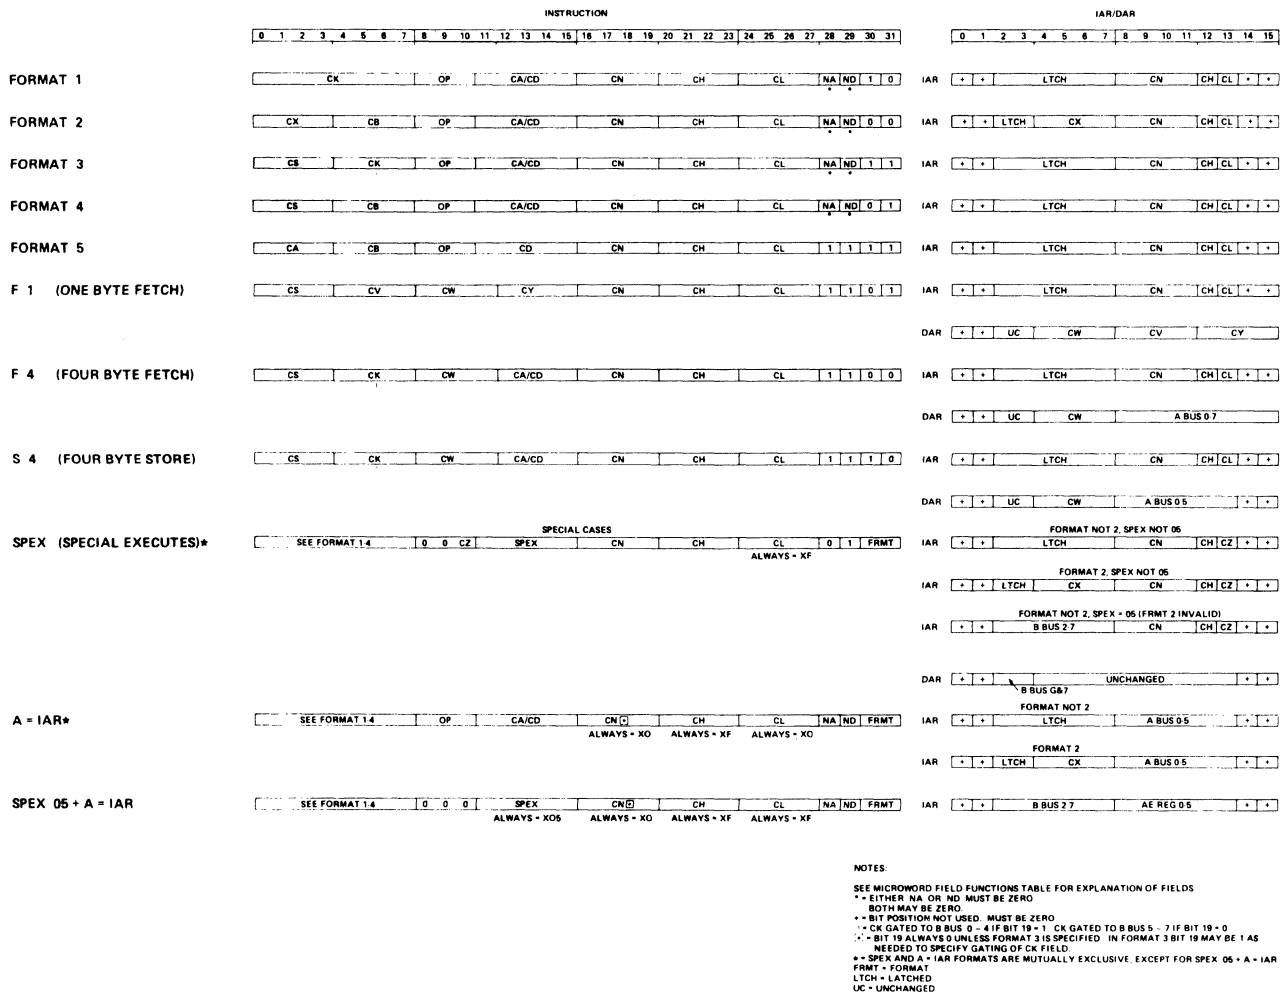 INSTRUCTION IAR/DAR
0 1 2 3 4 5 6 7 8 9 10 11 12 13 14 15 16 17 18 19 20 21 22 23 24 25 26 27 28 29 30 31 0 1 2 3 4 5 6 7 8 9 10 11 12 13 14 15
FORMAT 1 CK OP CA/CD CN CH CL NA ND 1 0 IAR + + LTCH CN CH CL + +
* *
FORMAT 2 CX CB OP CA/CD CN CH CL NA ND 0 0 IAR + + LTCH CX CN CH CL + +
* *
FORMAT 3 CS CK OP CA/CD CN CH CL NA ND 1 1 IAR + + LTCH CN CH CL + +
* *
FORMAT 4 CS CB OP CA/CD CN CH CL NA ND 0 1 IAR + + LTCH CN CH CL + +
* *
FORMAT 5 CA CB OP CD CN CH CL 1 1 1 1 IAR + + LTCH CN CH CL + +
F 1 (ONE BYTE FETCH) CS CV CW CY CN CH CL 1 1 0 1 IAR + + LTCH CN CH CL + +
DAR + + UC CW CV CY
F 4 (FOUR BYTE FETCH) CS CK CW CA/CD CN CH CL 1 1 0 0 IAR + + LTCH CN CH CL + +
DAR + + UC CW A BUS 0-7
S 4 (FOUR BYTE STORE) CS CK CW CA/CD CN CH CL 1 1 1 0 IAR + + LTCH CN CH CL + +
DAR + + UC CW A BUS 0-5 + +
SPECIAL CASES FORMAT NOT 2, SPEX NOT 05
SPEX (SPECIAL EXECUTES)* SEE FORMAT 1-4 0 0 CZ SPEX CN CH CL 0 1 FRMT IAR + + LTCH CN CH CZ + +
ALWAYS = XF
FORMAT 2, SPEX NOT 05
IAR + + LTCH CX CN CH CZ + +
FORMAT NOT 2, SPEX = 05 (FRMT 2 INVALID)
IAR + + B BUS 2-7 CN CH CZ + +
DAR + + UNCHANGED + +
B BUS G&7
FORMAT NOT 2
A = IAR* SEE FORMAT 1-4 OP CA/CD CN + CH CL NA ND FRMT IAR + + LTCH A BUS 0-5 + +
ALWAYS = XO ALWAYS = XF ALWAYS = XO
FORMAT 2
IAR + + LTCH CX A BUS 0-5 + +
SPEX 05 + A = IAR SEE FORMAT 1-4 0 0 0 SPEX CN + CH CL NA ND FRMT IAR + + B BUS 2-7 AE REG 0-5 + +
ALWAYS = XO5 ALWAYS = XO ALWAYS = XF ALWAYS = XF
NOTES:
SEE MICROWORD FIELD FUNCTIONS TABLE FOR EXPLANATION OF FIELDS
* = EITHER NA OR ND MUST BE ZERO
BOTH MAY BE ZERO.
+ = BIT POSITION NOT USED. MUST BE ZERO
= CK GATED TO B BUS 0 - 4 IF BIT 19 = 1 CK GATED TO B BUS 5 - 7 IF BIT 19 = 0
= BIT 19 ALWAYS 0 UNLESS FORMAT 3 IS SPECIFIED IN FORMAT 3 BIT 19 MAY BE 1 AS
NEEDED TO SPECIFY GATING OF CK FIELD.
* = SPEX AND A = IAR FORMATS ARE MUTUALLY EXCLUSIVE, EXCEPT FOR SPEX 05 + A = IAR
FRMT = FORMAT
LTCH = LATCHED
UC = UNCHANGED